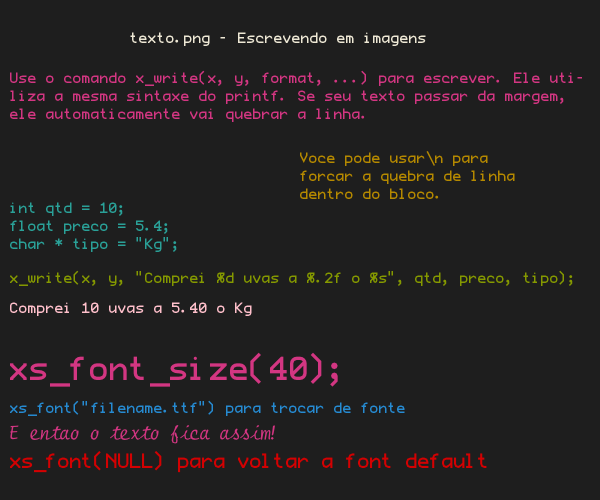 texto.png - Escrevendo em imagens
Use o comando x_write(x, y, format, ...) para escrever. Ele uti-
liza a mesma sintaxe do printf. Se seu texto passar da margem,
ele automaticamente vai quebrar a linha.
Voce pode usar\n para
forcar a quebra de linha
dentro do bloco.
int qtd = 10;
float preco = 5.4;
char * tipo = "Kg";
x_write(x, y, "Comprei %d uvas a %.2f o %s", qtd, preco, tipo);
Comprei 10 uvas a 5.40 o Kg
xs_font_size(40);
xs_font("filename.ttf") para trocar de fonte
E entao o texto fica assim!
xs_font(NULL) para voltar a font default